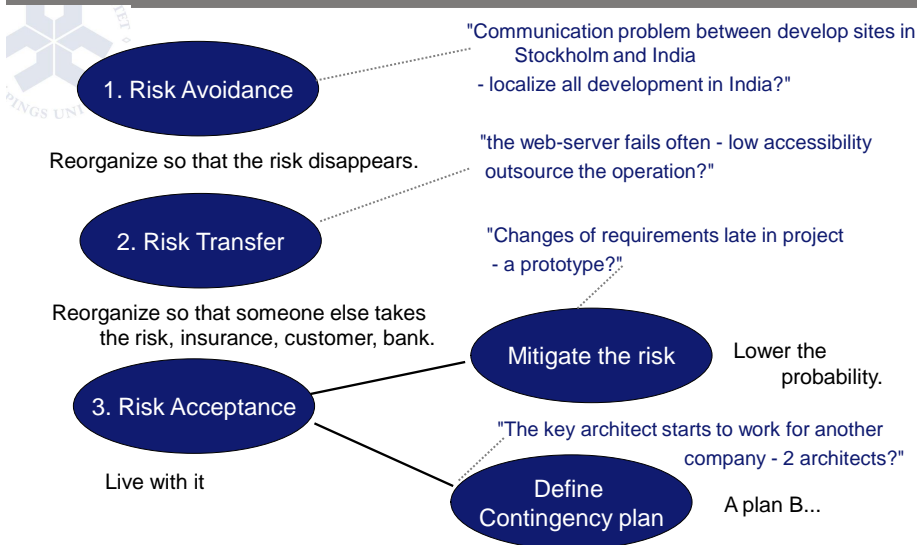 "Communication problem between develop sites in
Stockholm and India
- localize all development in India?"
1. Risk Avoidance
PINGS UNI
YET
Reorganize so that the risk disappears.
"the web-server fails often - low accessibility
outsource the operation?"
2. Risk Transfer
"Changes of requirements late in project
- a prototype?"
Reorganize so that someone else takes
the risk, insurance, customer, bank.
Mitigate the risk
Lower the
probability.
3. Risk Acceptance
"The key architect starts to work for another
company - 2 architects?"
Live with it
Define
Contingency plan
A plan B...